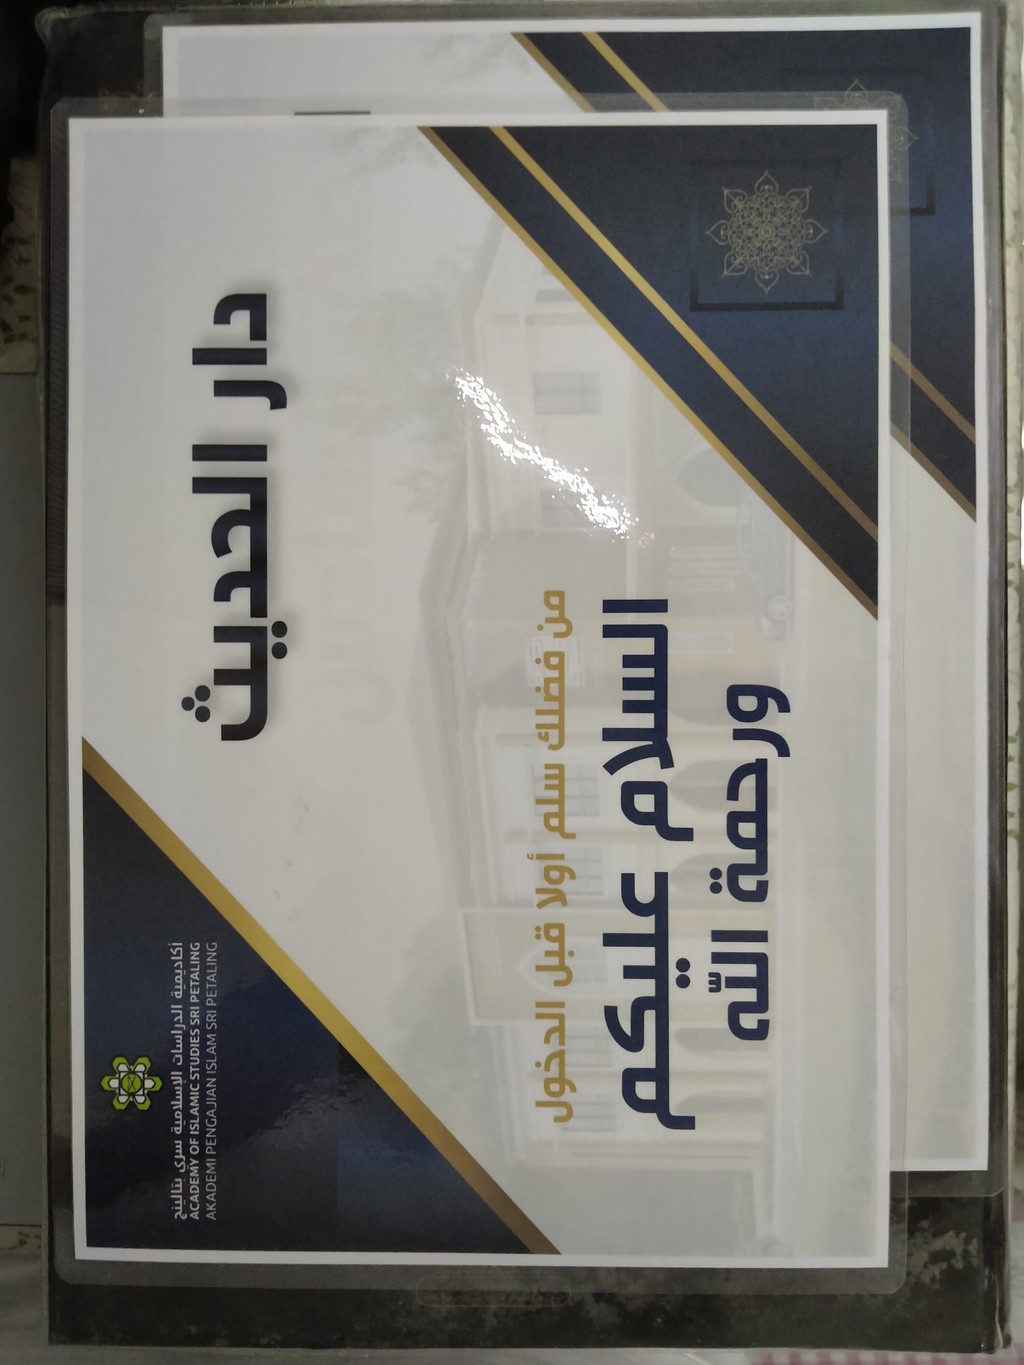 أكاديمية الدراسات الإسلامية سري بتالينج
ACADEMY OF ISLAMIC STUDIES SRI PETALING
AKADEMI PENGAJIAN ISLAM SRI PETALING
دار الحديث
من فضلك سلم أولا قبل الدخول
السلام عليكم
ورحمة الله